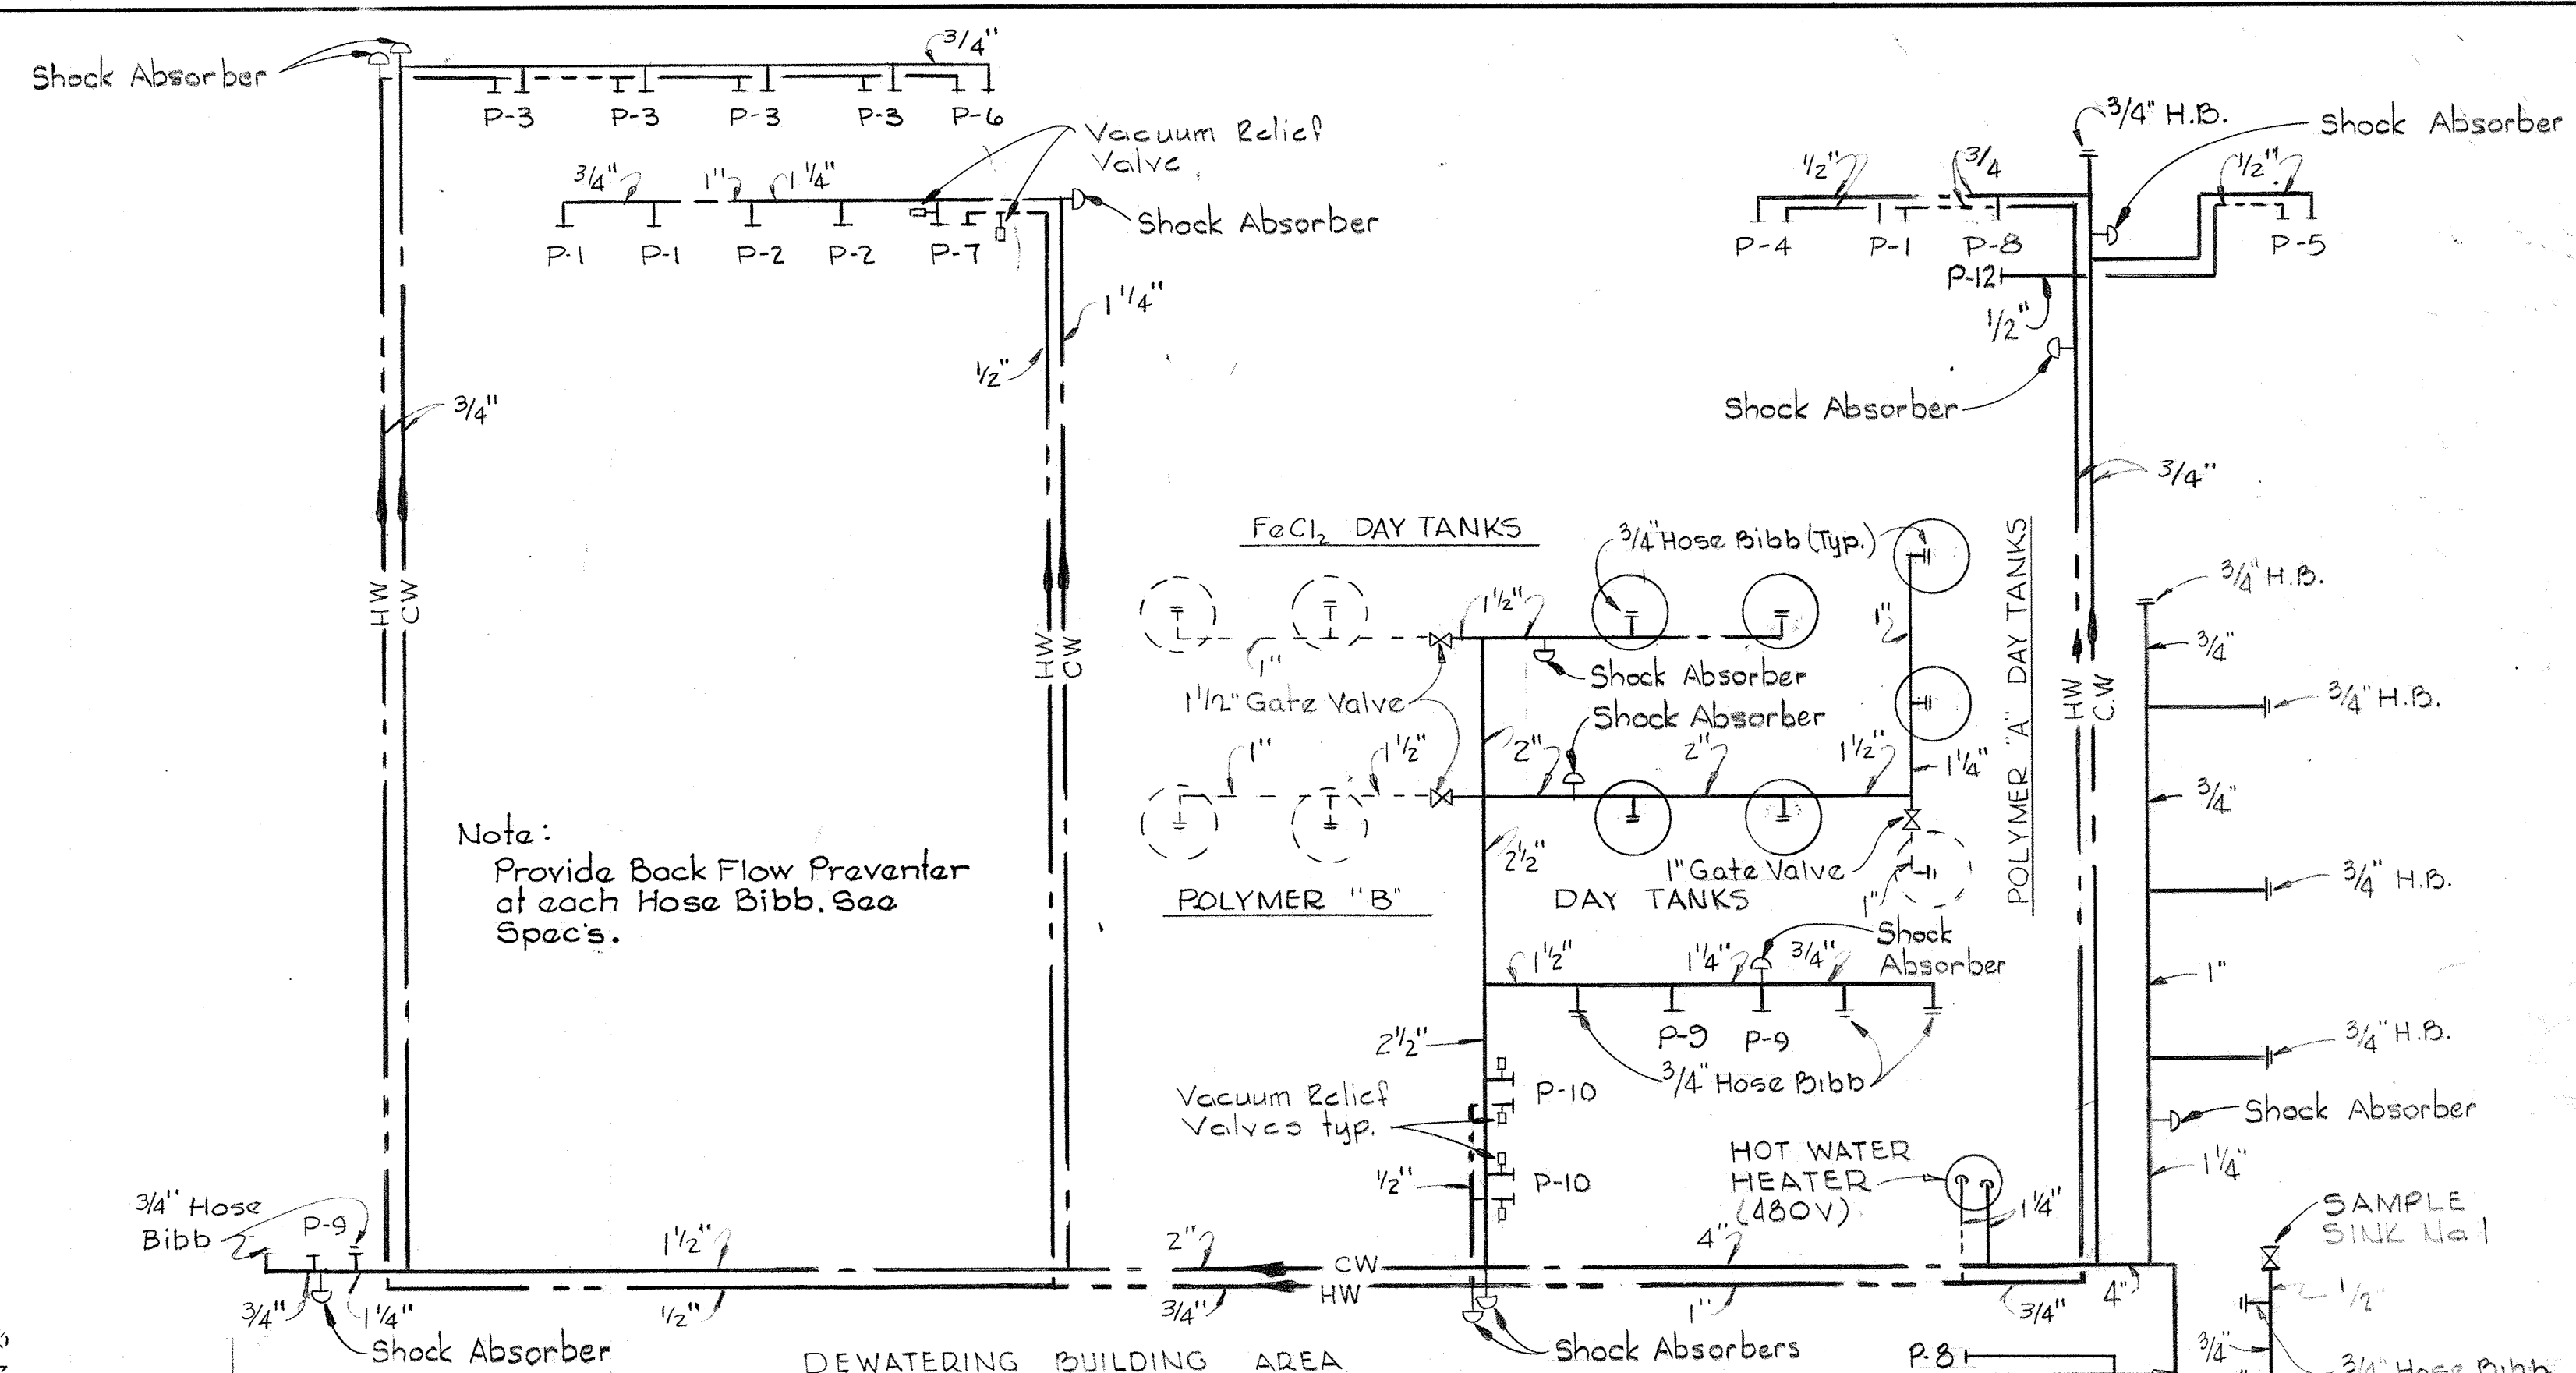 3/4"
Shock Absorber
P-3
P-3
P-3
P-3
P-6
Vacuum Relief
Valve
3/4"
1"
1 1/4"
Shock Absorber
P-1
P-1
P-2
P-2
P-7
1 1/4"
1/2"
3/4"
HW
CW
HW
CW
Note:
Provide Back Flow Preventer
at each Hose Bibb. See
Spec's.
3/4" H.B.
Shock Absorber
1/2"
3/4
1/2"
P-4
P-1
P-8
P-5
P-12
1/2"
Shock Absorber
3/4"
FeCl2 DAY TANKS
3/4" Hose Bibb (Typ.)
POLYMER "A" DAY TANKS
1 1/2"
1"
1"
Shock Absorber
1 1/2" Gate Valve
Shock Absorber
HW
C.W
3/4" H.B.
3/4"
3/4" H.B.
1"
1 1/2"
2"
2"
1 1/2"
1 1/4"
3/4"
2 1/2"
1" Gate Valve
3/4" H.B.
POLYMER "B"
DAY TANKS
1"
Shock
Absorber
1 1/2"
1 1/4"
3/4"
1"
P-9
P-9
2 1/2"
3/4" H.B.
3/4" Hose Bibb
P-10
Vacuum Relief
Valves typ.
Shock Absorber
HOT WATER
HEATER
(480V)
1 1/4"
1/2"
P-10
1 1/4"
3/4" Hose
Bibb
P-9
SAMPLE
SINK No. 1
1 1/2"
2"
CW
HW
4"
3/4"
1 1/4"
1/2"
3/4"
1"
3/4"
4"
1/2"
Shock Absorber
Shock Absorbers
DEWATERING BUILDING AREA
P-8
3/4"
3/4" Hose Bibb